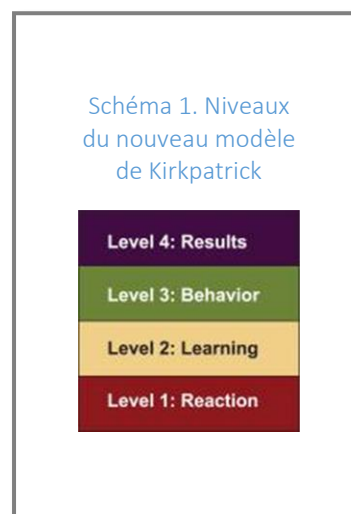 Schéma 1. Niveaux
du nouveau modèle
de Kirkpatrick
Level 4: Results
Level 3: Behavior
Level 2: Learning
Level 1: Reaction